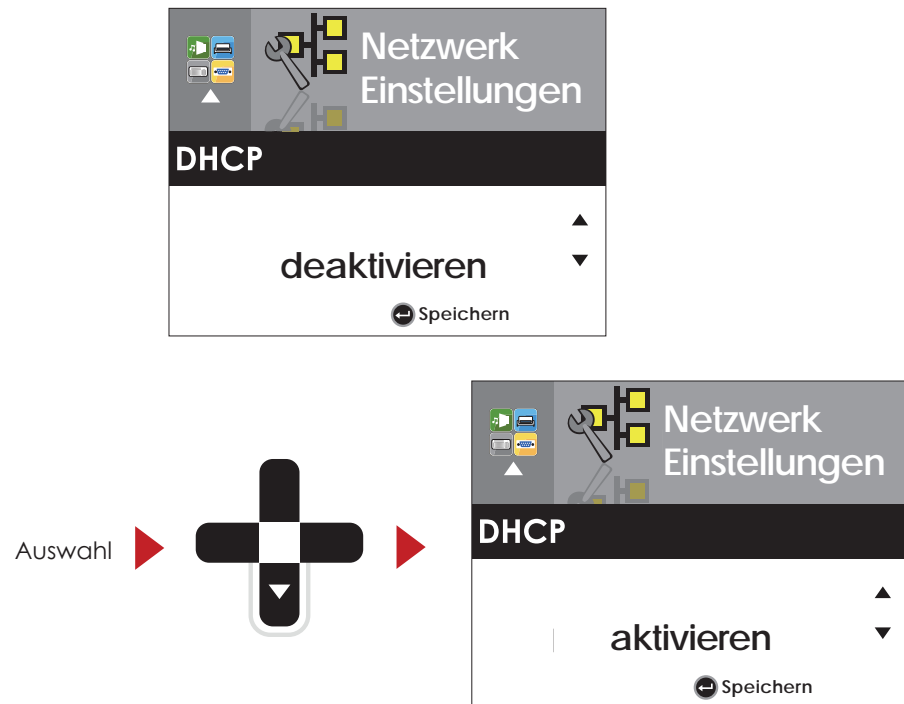 Netzwerk
Einstellungen
DHCP
deaktivieren
Speichern
Auswahl
Netzwerk
Einstellungen
DHCP
aktivieren
Speichern